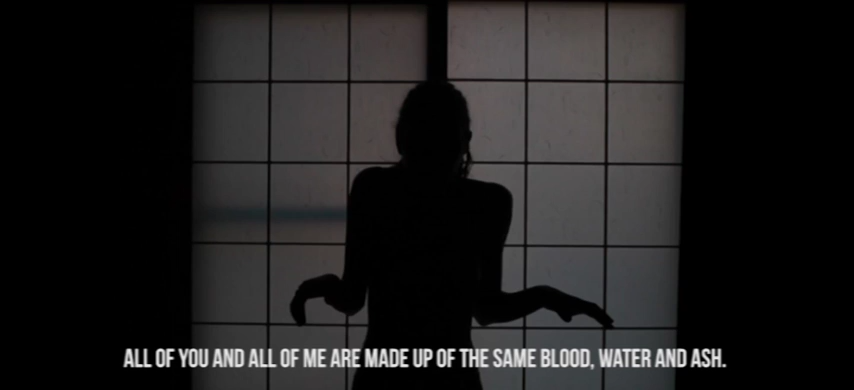 ALL OF YOU AND ALL OF ME ARE MADE UP OF THE SAME BLOOD, WATER AND ASH.